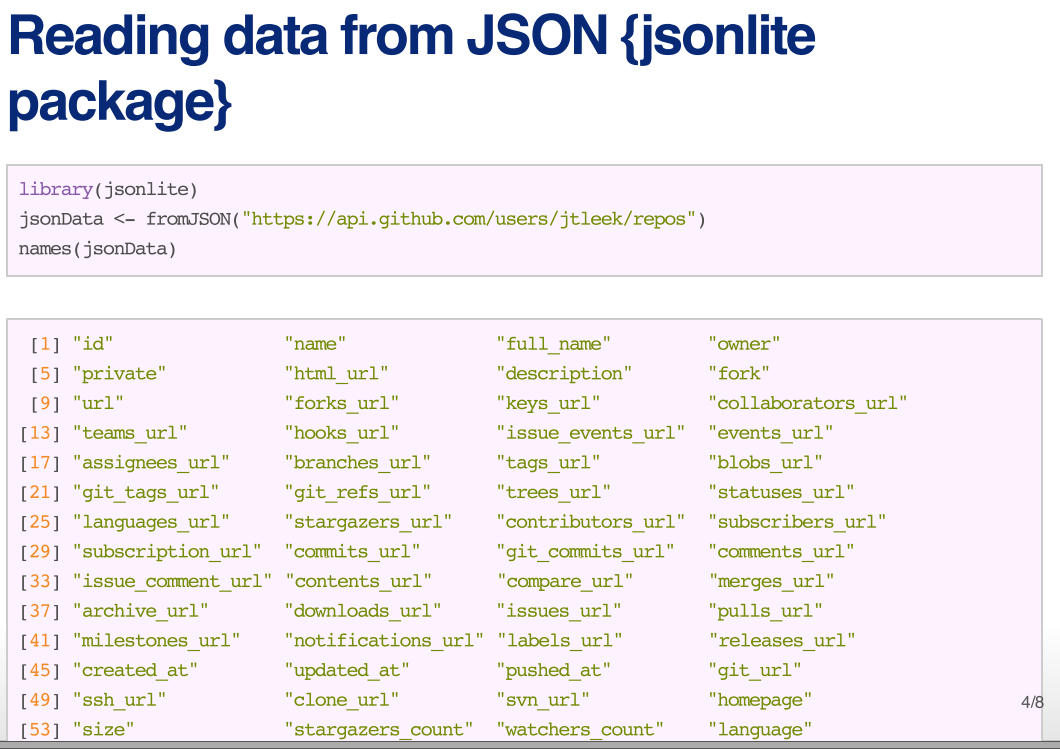 Reading data from JSON {jsonlite
package}
library(jsonlite)
jsonData <- fromJSON("https://api.github.com/users/jtleek/repos")
names(jsonData)
[1] "id" "name" "full_name" "owner"
[5] "private" "html_url" "description" "fork"
[9] "url" "forks_url" "keys_url" "collaborators_url"
[13] "teams_url" "hooks_url" "issue_events_url" "events_url"
[17] "assignees_url" "branches_url" "tags_url" "blobs_url"
[21] "git_tags_url" "git_refs_url" "trees_url" "statuses_url"
[25] "languages_url" "stargazers_url" "contributors_url" "subscribers_url"
[29] "subscription_url" "commits_url" "git_commits_url" "comments_url"
[33] "issue_comment_url" "contents_url" "compare_url" "merges_url"
[37] "archive_url" "downloads_url" "issues_url" "pulls_url"
[41] "milestones_url" "notifications_url" "labels_url" "releases_url"
[45] "created_at" "updated_at" "pushed_at" "git_url"
[49] "ssh_url" "clone_url" "svn_url" "homepage"
4/8
[53] "size" "stargazers_count" "watchers_count" "language"